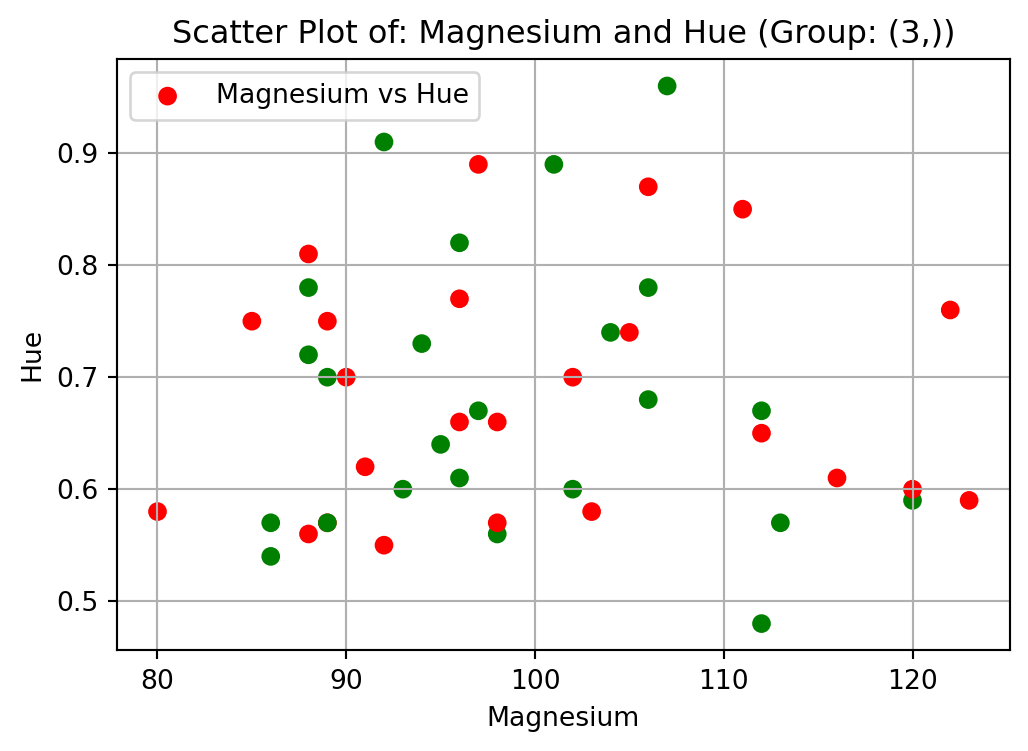 Scatter Plot of: Magnesium and Hue (Group: (3,))
Magnesium vs Hue
0.9
0.8
0.7
0.6
0.5
Hue
80 90 100 110 120
Magnesium